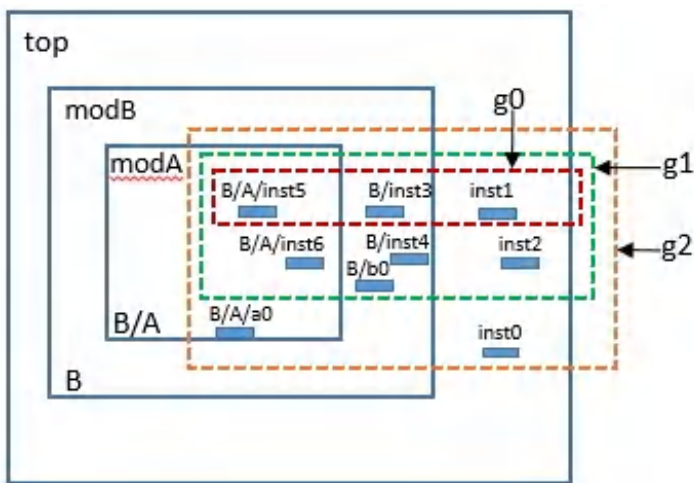 top
modB
g0
modA
g1
B/A/inst5 B/inst3 inst1
B/A/inst6 B/inst4 inst2
g2
B/b0
B/A B/A/a0
inst0
B